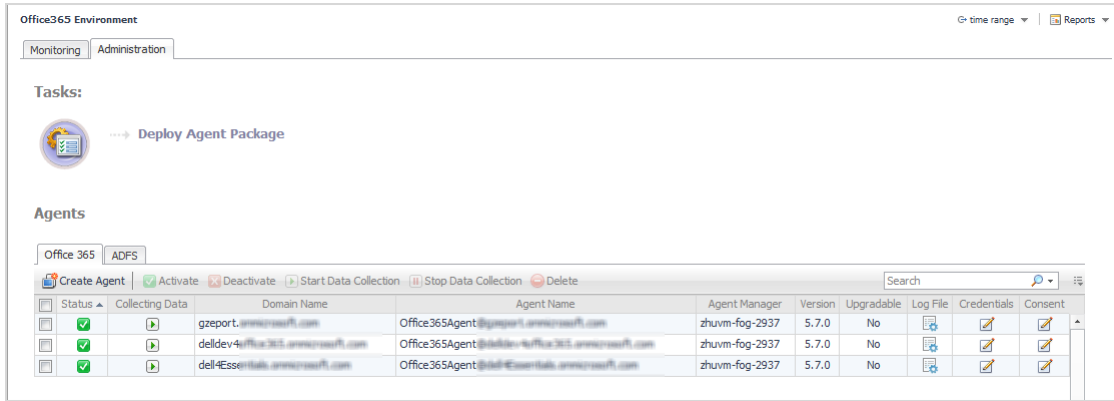 Office365 Environment
time range
Reports
Monitoring
Administration
Tasks:
Deploy Agent Package
Agents
Office 365
ADFS
Create Agent Activate Deactivate Start Data Collection Stop Data Collection Delete Search
Status Collecting Data Domain Name Agent Name Agent Manager Version Upgradable Log File Credentials Consent
gzeport. Office365Agent zhuvm-fog-2937 5.7.0 No
delldev4 Office365Agent zhuvm-fog-2937 5.7.0 No
dell4Esse Office365Agent zhuvm-fog-2937 5.7.0 No